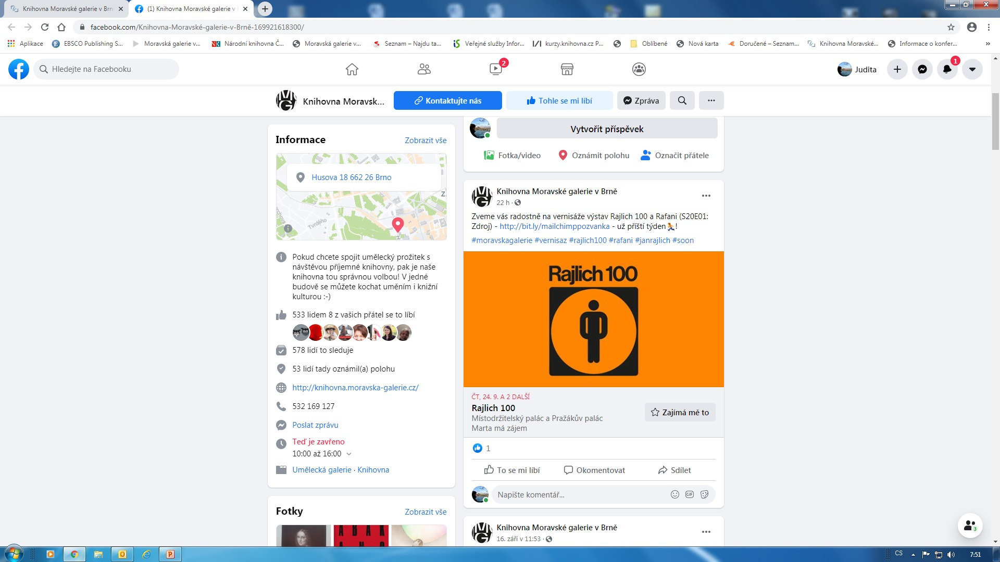 Knihovna Moravské galerie v Brn
(1) Knihovna Moravské galerie v
facebook.com/Knihovna-Moravské-galerie-v-Brně-169921618300/
Aplikace
EBSCO Publishing S...
Moravská galerie v...
Národní knihovna Č...
Moravská galerie v...
Seznam – Najdu ta...
Veřejné služby Infor...
kurzy.knihovna.cz P...
Oblíbené
Nová karta
Doručené – Seznam...
Knihovna Moravské...
Informace o konfer...
Hledejte na Facebooku
2
Judita
1
Knihovna Moravsk...
Kontaktujte nás
Tohle se mi líbí
Zpráva
Informace
Zobrazit vše
Husova 18 662 26 Brno
Tvrdého
Pokud chcete spojit umělecký prožitek s
návštěvou příjemné knihovny, pak je naše
knihovna tou správnou volbou! V jedné
budově se můžete kochat uměním i knižní
kulturou :-)
533 lidem 8 z vašich přátel se to líbí
578 lidí to sleduje
53 lidí tady oznámil(a) polohu
http://knihovna.moravska-galerie.cz/
532 169 127
Poslat zprávu
Teď je zavřeno
10:00 až 16:00
Umělecká galerie · Knihovna
Fotky
Zobrazit vše
Vytvořit příspěvek
Fotka/video
Oznámit polohu
Označit přátele
Knihovna Moravské galerie v Brně
22 h ·
Zveme vás radostně na vernisáže výstav Rajlich 100 a Rafani (S20E01:
Zdroj) - http://bit.ly/mailchimppozvanka - už příští týden🏃!
#moravskagalerie #vernisaz #rajlich100 #rafani #janrajlich #soon
Rajlich 100
ČT, 24. 9. A 2 DALŠÍ
Rajlich 100
Místodržitelský palác a Pražákův palác
Marta má zájem
Zajímá mě to
1
To se mi líbí
Okomentovat
Sdílet
Napište komentář...
GIF
Knihovna Moravské galerie v Brně
16. září v 11:53 ·
3
CS
7:51